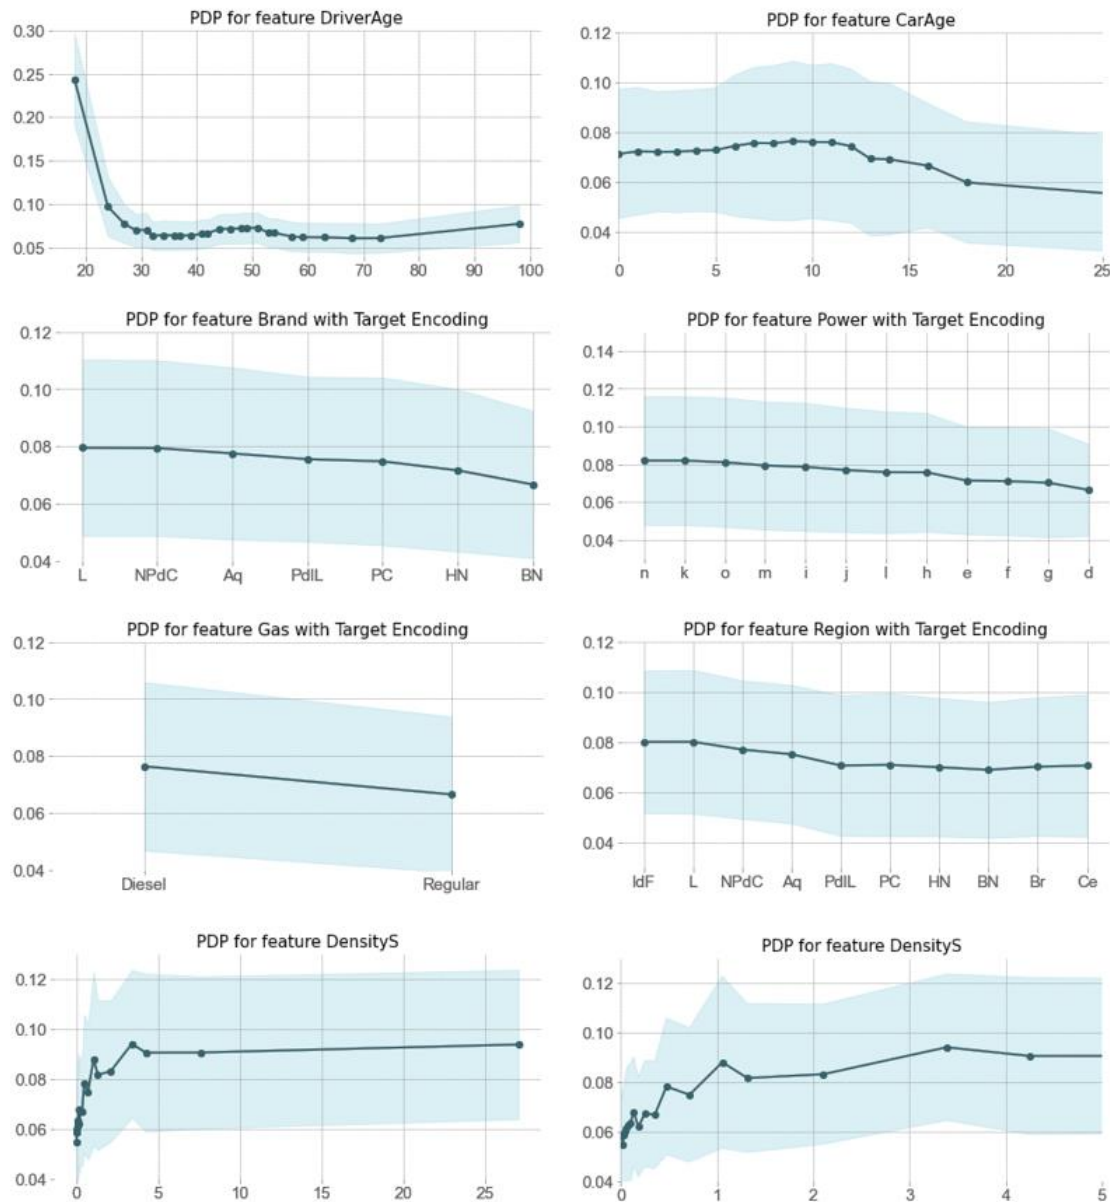 PDP for feature DriverAge
0.30
0.25
0.20
0.15
0.10
0.05
20 30 40 50 60 70 80 90 100
PDP for feature CarAge
0.12
0.10
0.08
0.06
0.04
0 5 10 15 20 25
PDP for feature Brand with Target Encoding
0.12
0.10
0.08
0.06
0.04
L NPdC Aq PdlL PC HN BN
PDP for feature Power with Target Encoding
0.14
0.12
0.10
0.08
0.06
0.04
n k o m i j l h e f g d
PDP for feature Gas with Target Encoding
0.12
0.10
0.08
0.06
0.04
Diesel Regular
PDP for feature Region with Target Encoding
0.12
0.10
0.08
0.06
0.04
IdF L NPdC Aq PdlL PC HN BN Br Ce
PDP for feature DensityS
0.12
0.10
0.08
0.06
0.04
0 5 10 15 20 25
PDP for feature DensityS
0.12
0.10
0.08
0.06
0.04
0 1 2 3 4 5